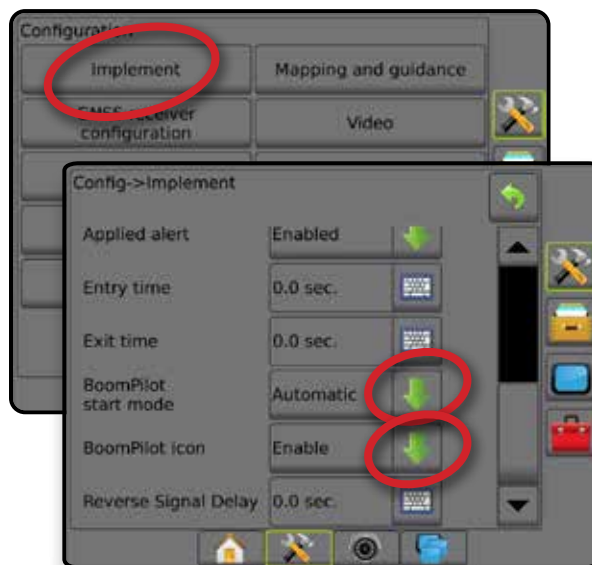 Configuration
Implement
Mapping and guidance
GNSS receiver
configuration
Video
Config->Implement
Applied alert
Enabled
Entry time
0.0 sec.
Exit time
0.0 sec.
BoomPilot
start mode
Automatic
BoomPilot icon
Enable
Reverse Signal Delay
0.0 sec.